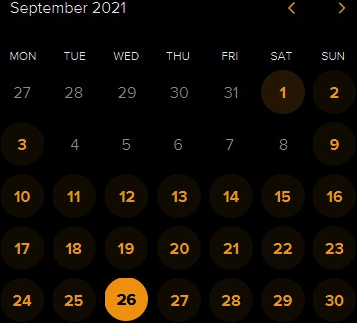 September 2021
MON TUE WED THU FRI SAT SUN
27 28 29 30 31 1 2
3 4 5 6 7 8 9
10 11 12 13 14 15 16
17 18 19 20 21 22 23
24 25 26 27 28 29 30